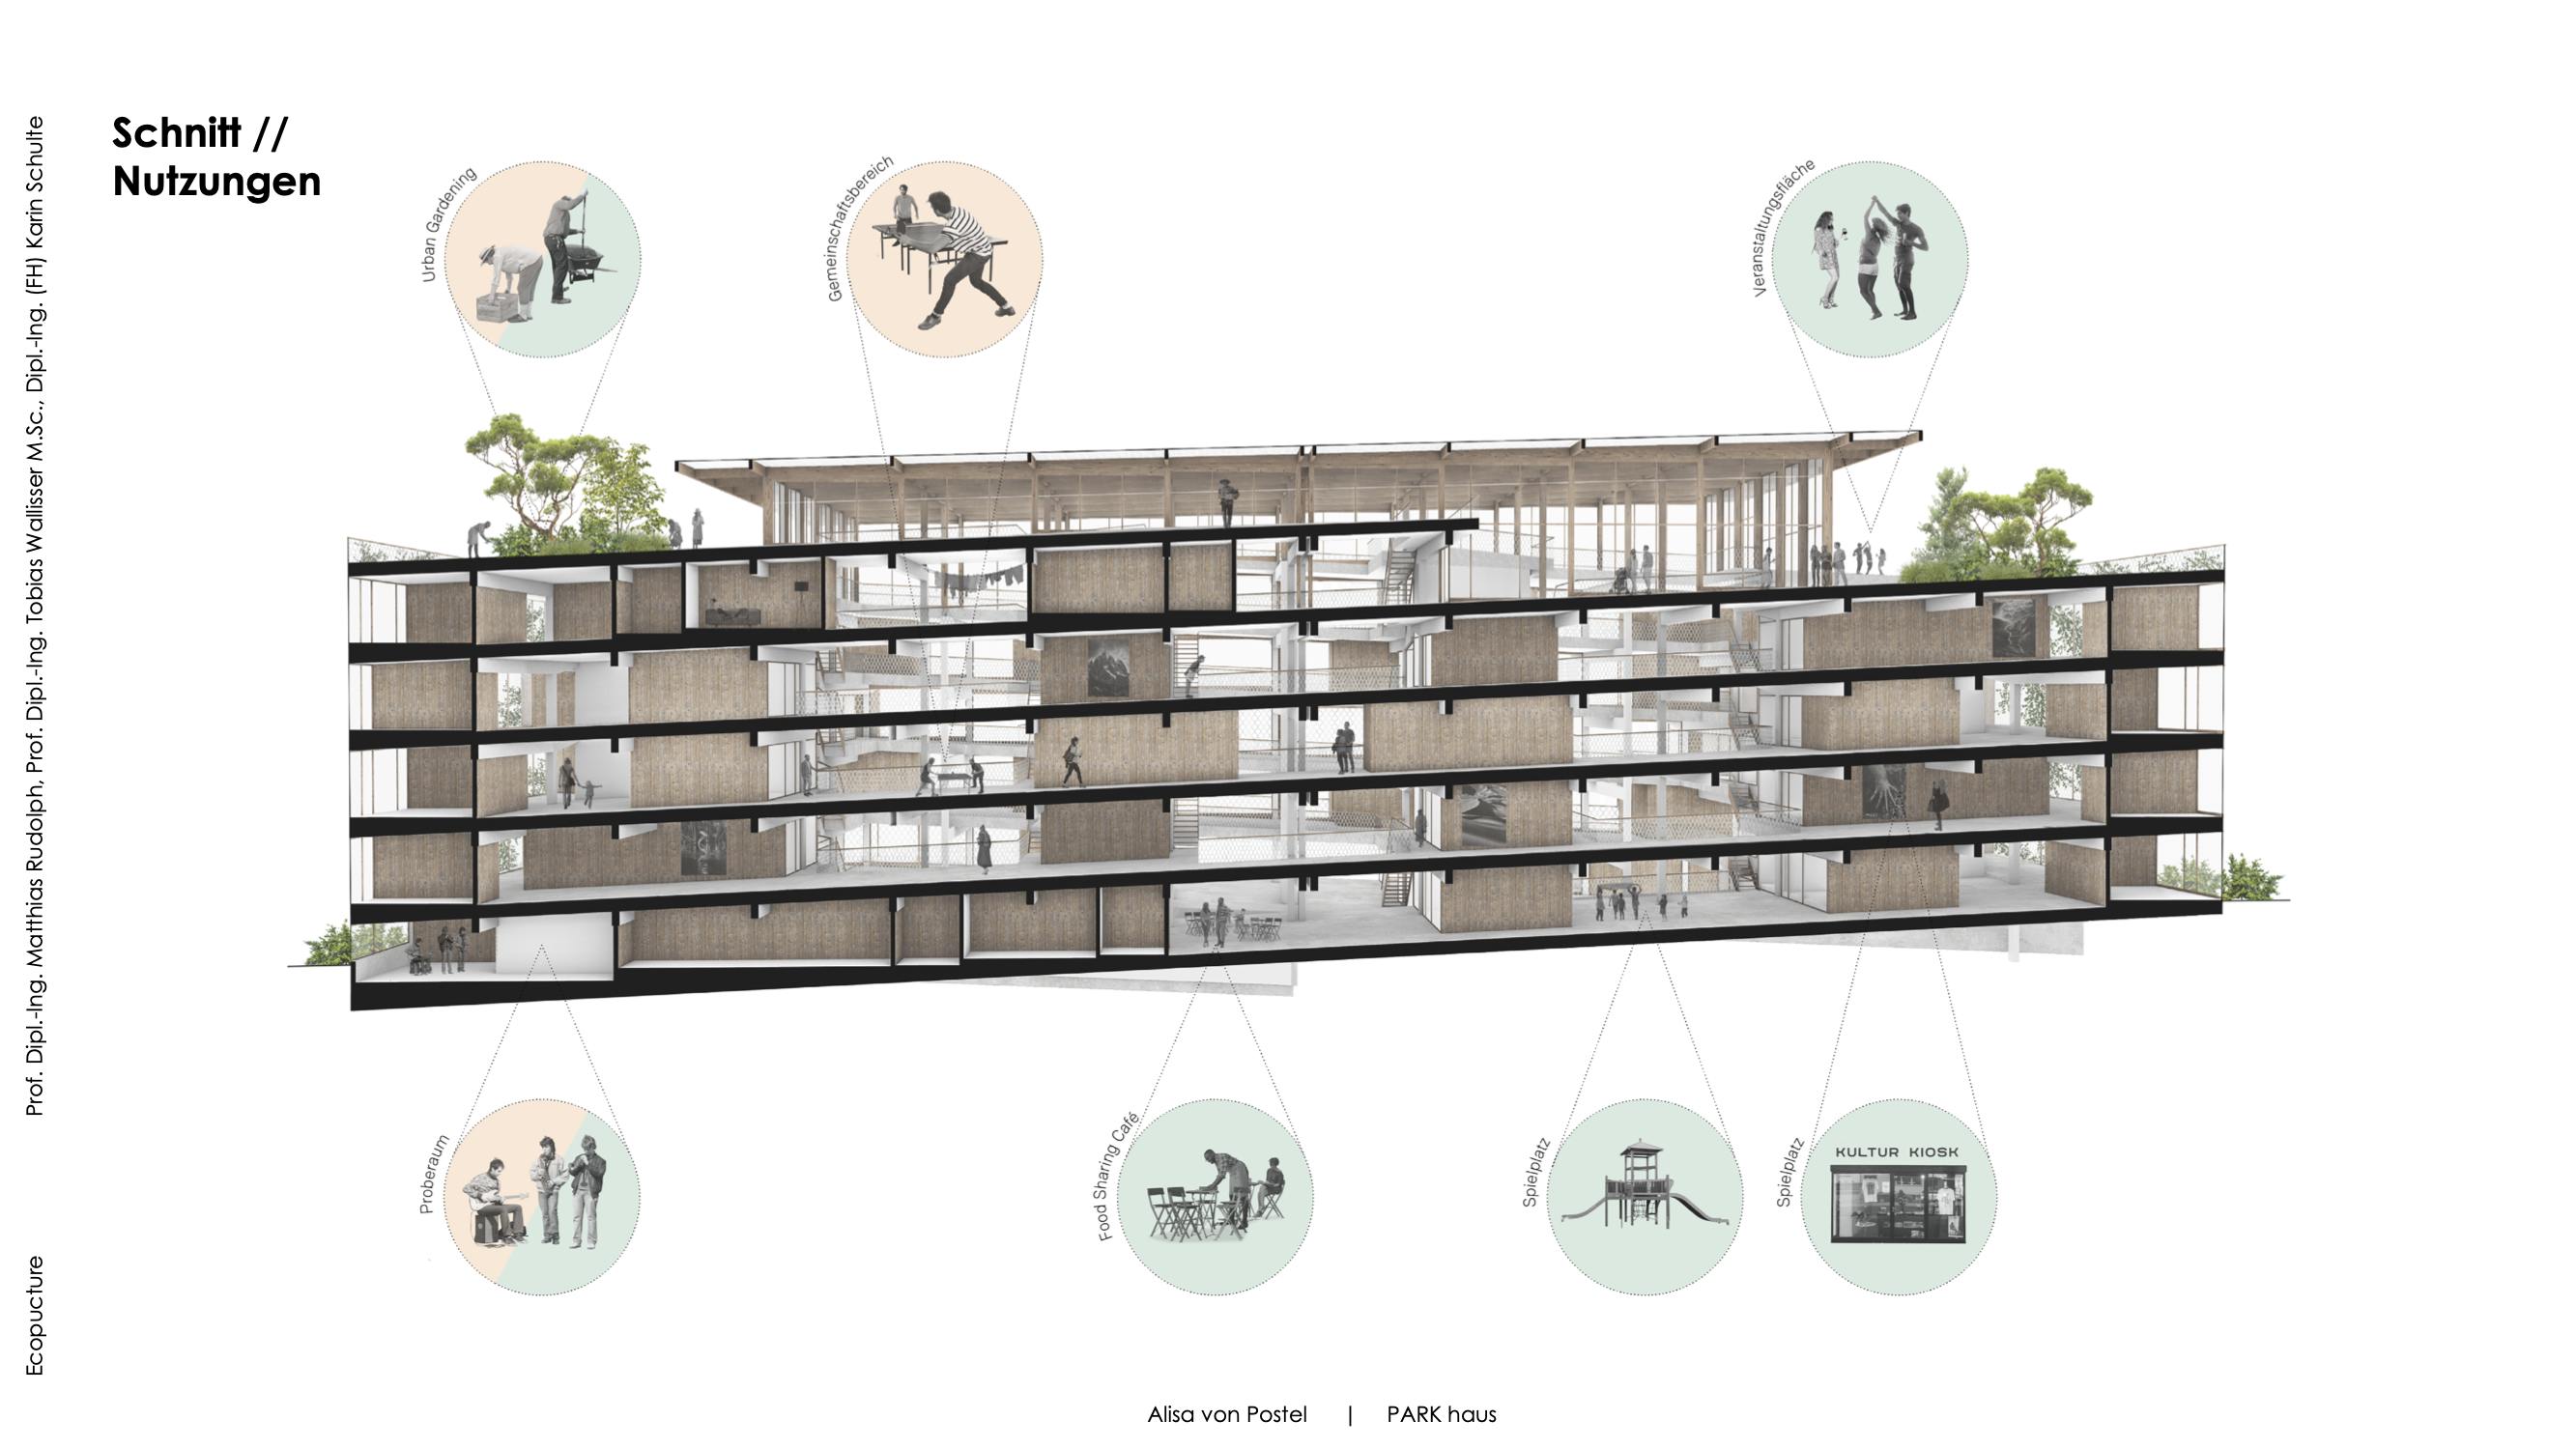 Schnitt //
Nutzungen
Urban Gardening
Gemeinschaftsbereich
Veranstaltungsfläche
Proberaum
Food Sharing Café
Spielplatz
Spielplatz
KULTUR KIOSK
Prof. Dipl.-Ing. Matthias Rudolph, Prof. Dipl.-Ing. Tobias Wallisser M.Sc., Dipl.-Ing. (FH) Karin Schulte
Ecopucture
Alisa von Postel | PARK haus